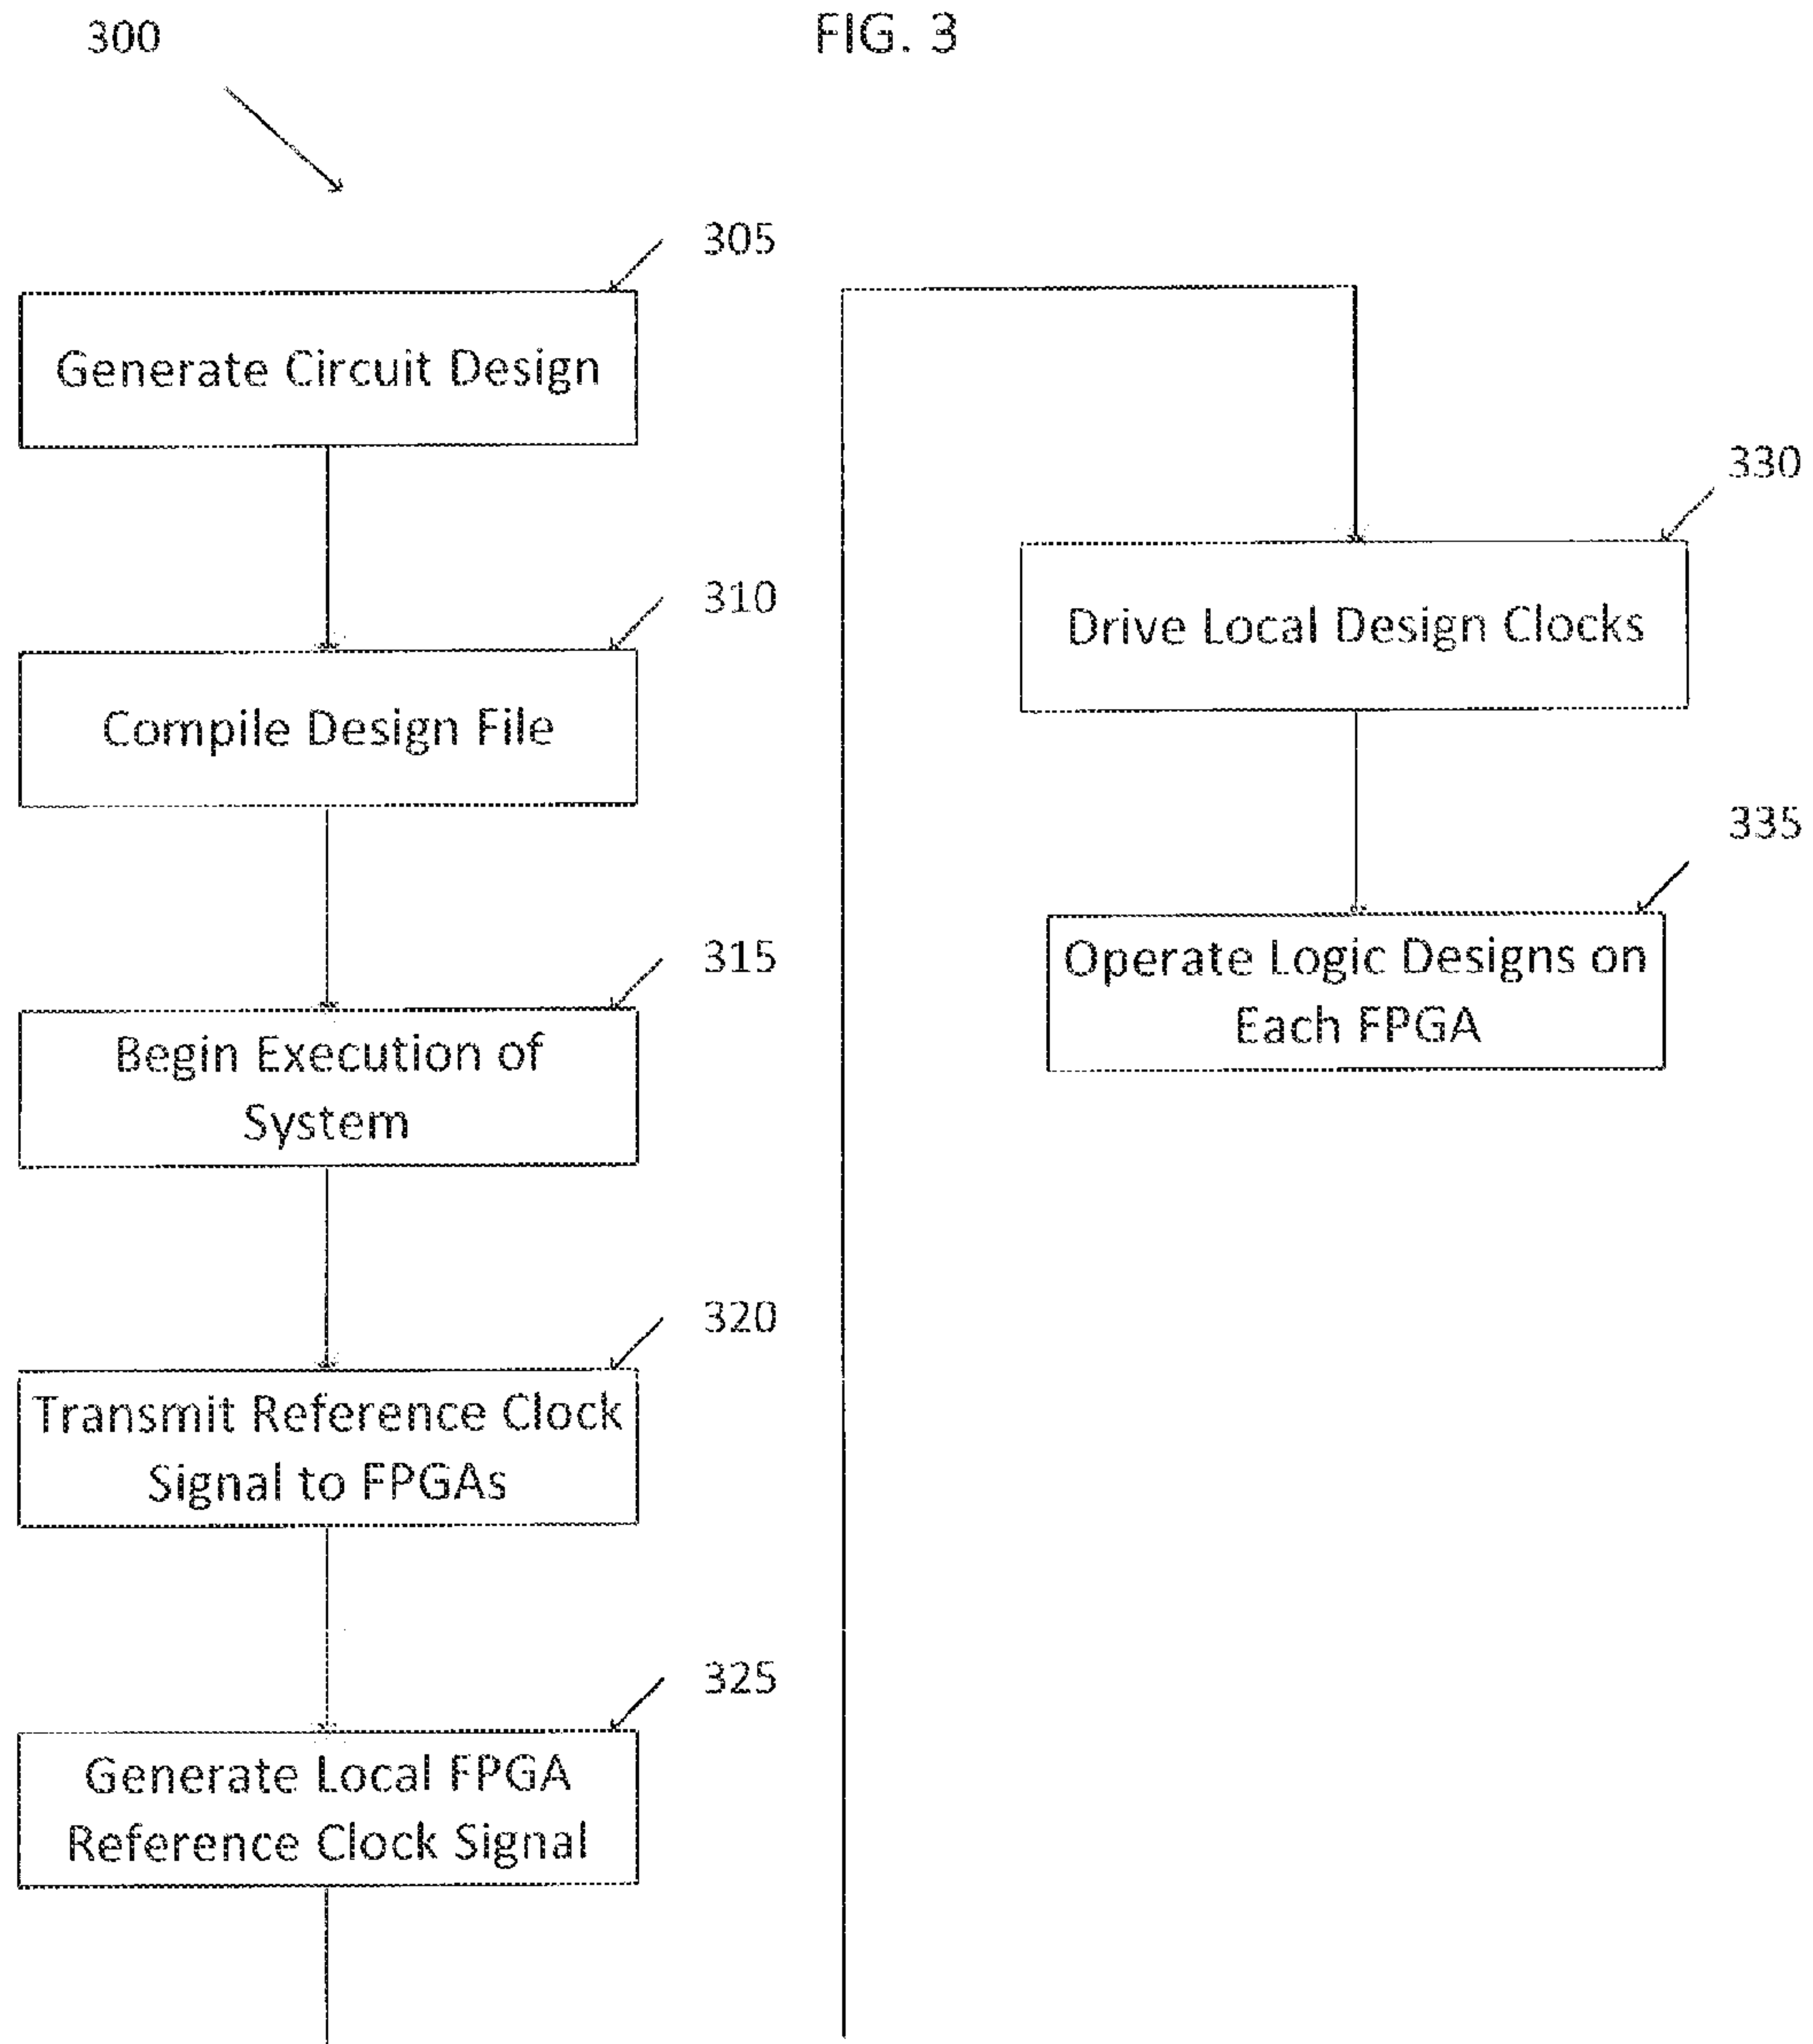 300
FIG. 3
305
Generate Circuit Design
310
Compile Design File
315
Begin Execution of
System
320
Transmit Reference Clock
Signal to FPGAs
325
Generate Local FPGA
Reference Clock Signal
330
Drive Local Design Clocks
335
Operate Logic Designs on
Each FPGA